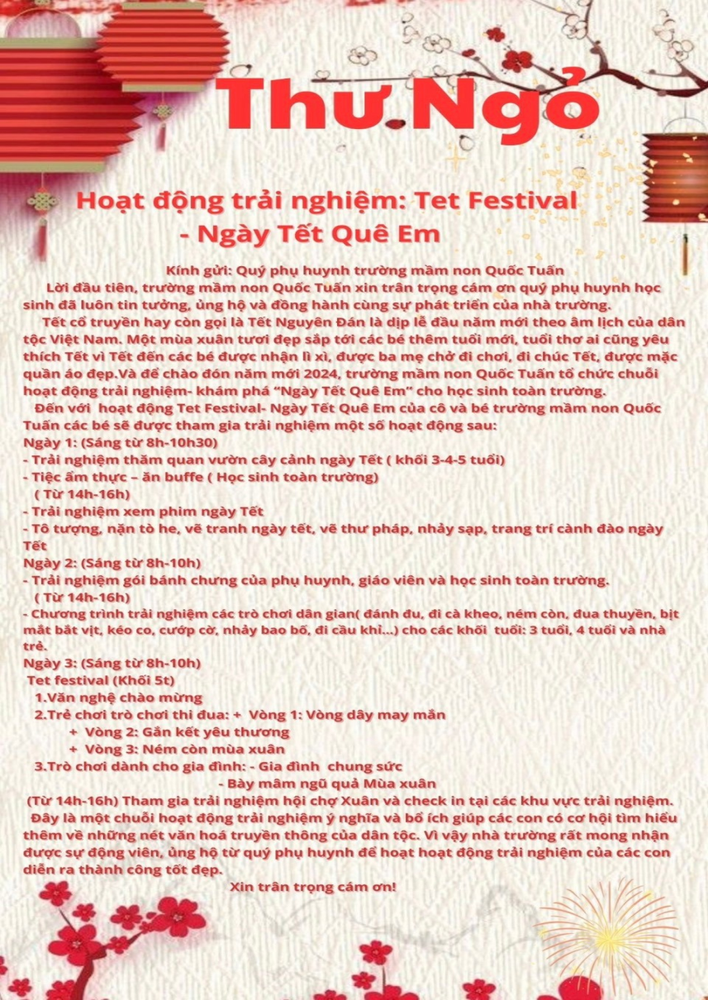 Thư Ngỏ
Hoạt động trải nghiệm: Tet Festival
- Ngày Tết Quê Em
Kính gửi: Quý phụ huynh trường mầm non Quốc Tuấn
Lời đầu tiên, trường mầm non Quốc Tuấn xin trân trọng cám ơn quý phụ huynh học
sinh đã luôn tin tưởng, ủng hộ và đồng hành cùng sự phát triển của nhà trường.
Tết cổ truyền hay còn gọi là Tết Nguyên Đán là dịp lễ đầu năm mới theo âm lịch của dân
tộc Việt Nam. Một mùa xuân tươi đẹp sắp tới các bé thêm tuổi mới, tuổi thơ ai cũng yêu
thích Tết vì Tết đến các bé được nhận lì xì, được ba mẹ chở đi chơi, đi chúc Tết, được mặc
quần áo đẹp.Và để chào đón năm mới 2024, trường mầm non Quốc Tuấn tổ chức chuỗi
hoạt động trải nghiệm- khám phá “Ngày Tết Quê Em” cho học sinh toàn trường.
Đến với hoạt động Tet Festival- Ngày Tết Quê Em của cô và bé trường mầm non Quốc
Tuấn các bé sẽ được tham gia trải nghiệm một số hoạt động sau:
Ngày 1: (Sáng từ 8h-10h30)
- Trải nghiệm thăm quan vườn cây cảnh ngày Tết ( khối 3-4-5 tuổi)
- Tiệc ẩm thực – ăn buffe ( Học sinh toàn trường)
( Từ 14h-16h)
- Trải nghiệm xem phim ngày Tết
- Tô tượng, nặn tò he, vẽ tranh ngày tết, vẽ thư pháp, nhảy sạp, trang trí cành đào ngày
Tết
Ngày 2: (Sáng từ 8h-10h)
- Trải nghiệm gói bánh chưng của phụ huynh, giáo viên và học sinh toàn trường.
( Từ 14h-16h)
- Chương trình trải nghiệm các trò chơi dân gian( đánh đu, đi cà kheo, ném còn, đua thuyền, bịt
mắt bắt vịt, kéo co, cướp cờ, nhảy bao bố, đi cầu khỉ...) cho các khối tuổi: 3 tuổi, 4 tuổi và nhà
trẻ.
Ngày 3: (Sáng từ 8h-10h)
Tet festival (Khối 5t)
1.Văn nghệ chào mừng
2.Trẻ chơi trò chơi thi đua: + Vòng 1: Vòng dây may mắn
+ Vòng 2: Gắn kết yêu thương
+ Vòng 3: Ném còn mùa xuân
3.Trò chơi dành cho gia đình: - Gia đình chung sức
- Bày mâm ngũ quả Mùa xuân
(Từ 14h-16h) Tham gia trải nghiệm hội chợ Xuân và check in tại các khu vực trải nghiệm.
Đây là một chuỗi hoạt động trải nghiệm ý nghĩa và bổ ích giúp các con có cơ hội tìm hiểu
thêm về những nét văn hoá truyền thông của dân tộc. Vì vậy nhà trường rất mong nhận
được sự động viên, ủng hộ từ quý phụ huynh để hoạt hoạt động trải nghiệm của các con
diễn ra thành công tốt đẹp.
Xin trân trọng cám ơn!